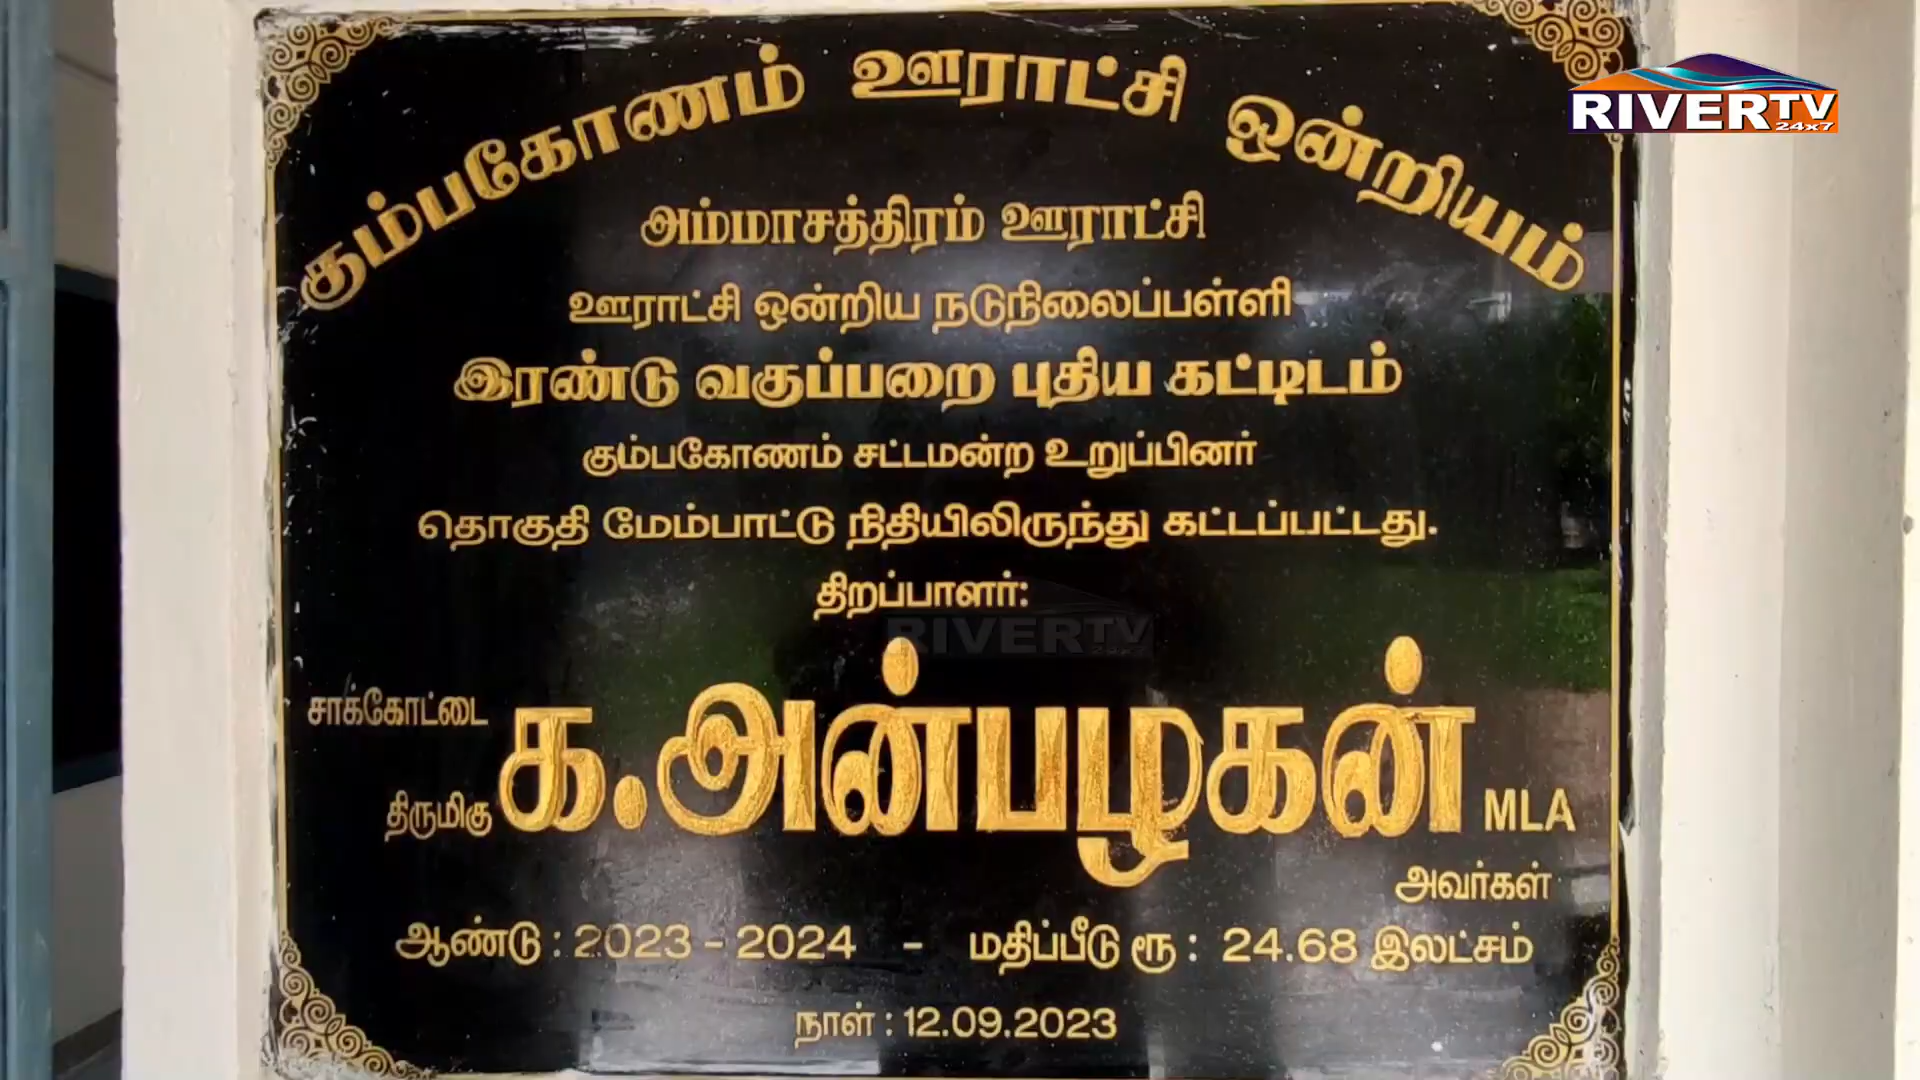 RIVERTV
24x7
கும்பகோணம் ஊராட்சி ஒன்றியம்
அம்மாசத்திரம் ஊராட்சி
ஊராட்சி ஒன்றிய நடுநிலைப்பள்ளி
இரண்டு வகுப்பறை புதிய கட்டிடம்
கும்பகோணம் சட்டமன்ற உறுப்பினர்
தொகுதி மேம்பாட்டு நிதியிலிருந்து கட்டப்பட்டது.
திறப்பாளர்:
RIVERTV
24x7
சாக்கோட்டை
திருமிகு க.அன்பழகன் MLA
அவர்கள்
ஆண்டு : 2023 - 2024 - மதிப்பீடு ரூ : 24.68 இலட்சம்
நாள் : 12.09.2023